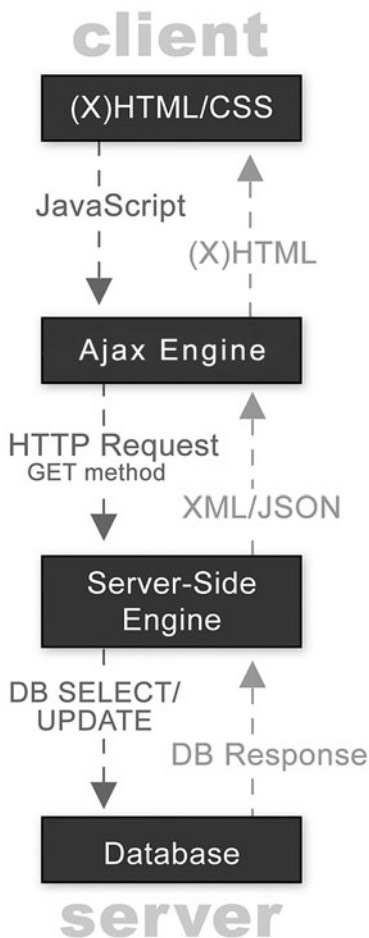 client
(X)HTML/CSS
JavaScript
(X)HTML
Ajax Engine
HTTP Request
GET method
XML/JSON
Server-Side
Engine
DB SELECT/
UPDATE
DB Response
Database
server